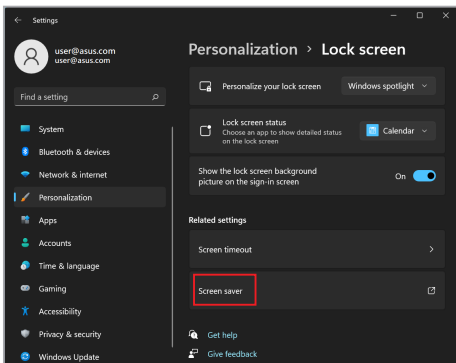 Settings
user@asus.com
user@asus.com
Find a setting
System
Bluetooth & devices
Network & internet
Personalization
Apps
Accounts
Time & language
Gaming
Accessibility
Privacy & security
Windows Update
Personalization > Lock screen
Personalize your lock screen
Windows spotlight
Lock screen status
Choose an app to show detailed status
on the lock screen
Calendar
Show the lock screen background
picture on the sign-in screen
On
Related settings
Screen timeout
Screen saver
Get help
Give feedback